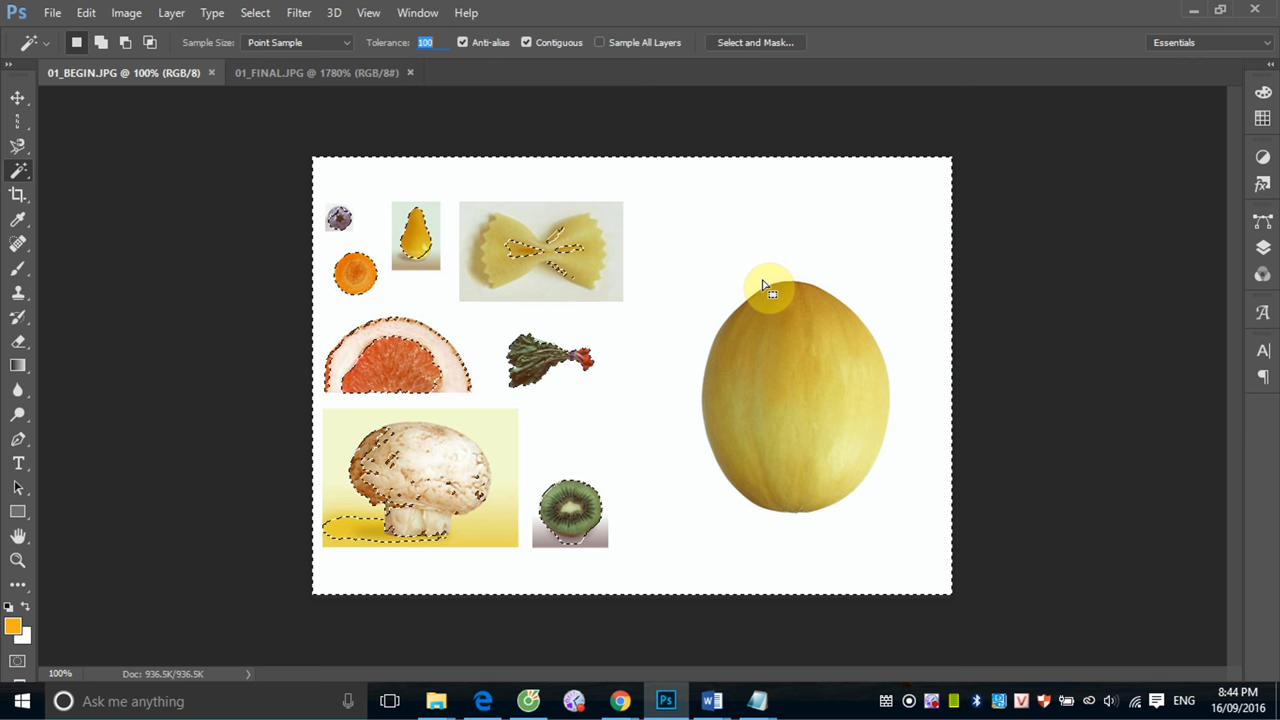 Ps File Edit Image Layer Type Select Filter 3D View Window Help
Sample Size: Point Sample Tolerance: 100 Anti-alias Contiguous Sample All Layers Select and Mask... Essentials
01_BEGIN.JPG @ 100% (RGB/8) × 01_FINAL.JPG @ 1780% (RGB/8#) ×
100% Doc: 936.5K/936.5K
Ask me anything
Ps
ENG
8:44 PM
16/09/2016